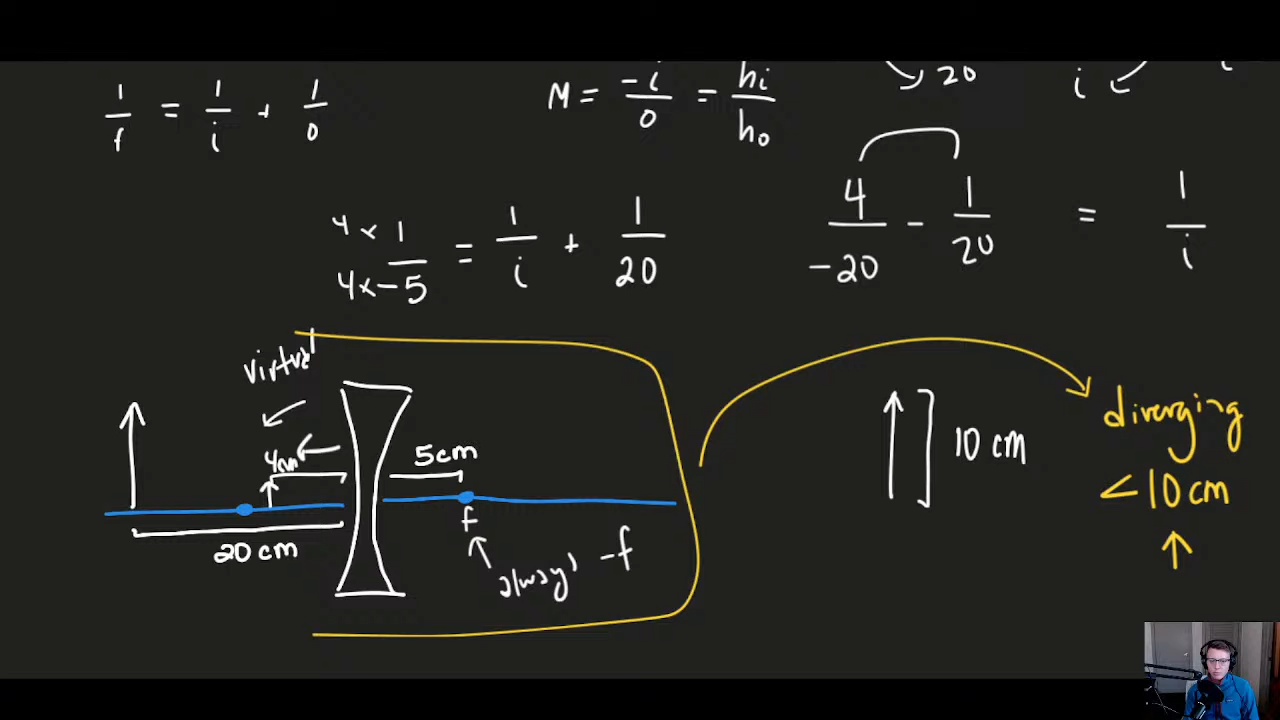 1/f = 1/i + 1/o
M = -i/o = hi/ho
20
i
4 x 1 / 4 x -5 = 1/i + 1/20
4/-20 - 1/20 = 1/i
virtual
4cm
5cm
f
20 cm
always -f
10 cm
diverging
< 10 cm